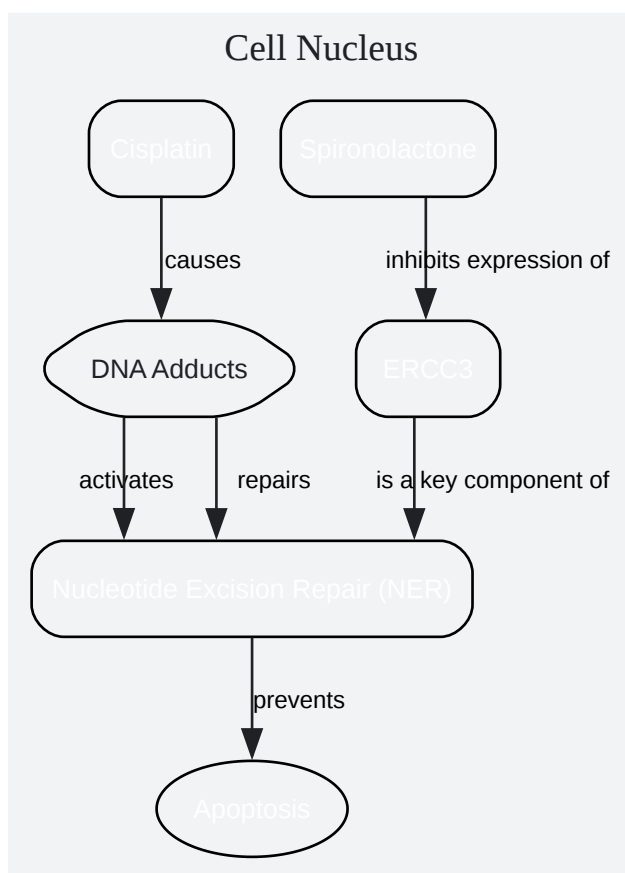 Cell Nucleus
Cisplatin
Spironolactone
causes
inhibits expression of
DNA Adducts
ERCC3
activates
repairs
is a key component of
Nucleotide Excision Repair (NER)
prevents
Apoptosis